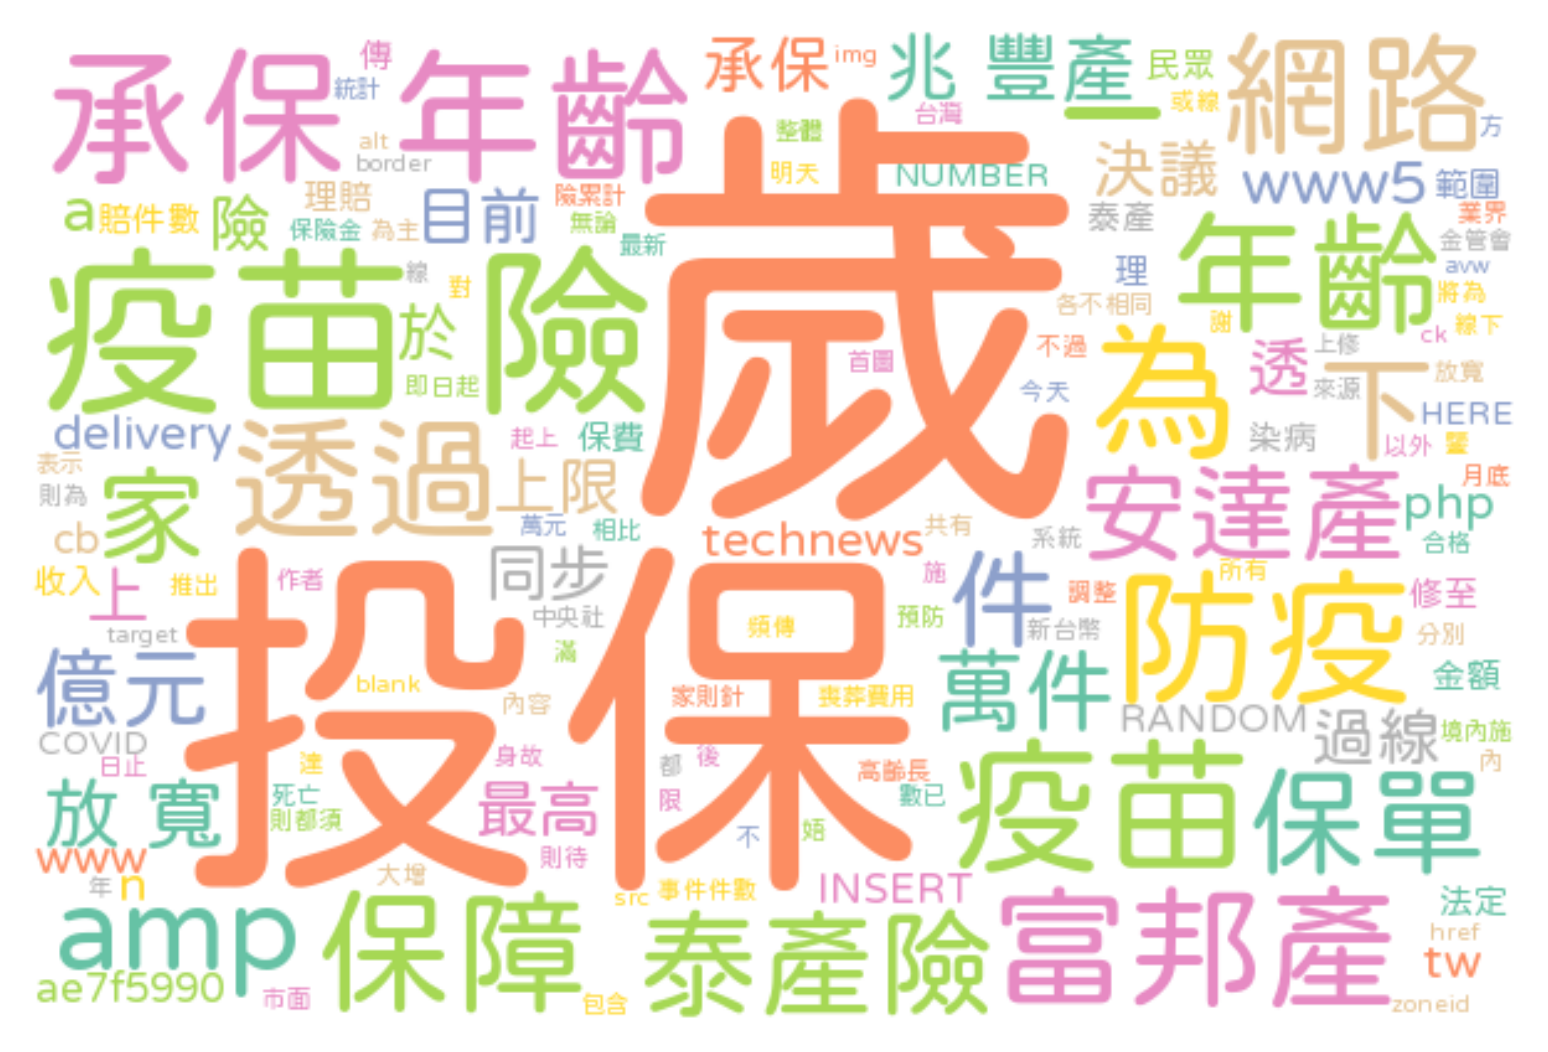 承保年齡
傳
統計
承保
img
兆 豐產
民眾
網路
方
alt
border
整體
台灣
一
或線
明天
NUMBER
決議
www5
範圍
a
賠件數
險
理賠
保險金
為主
目前
險累計
無論
最新
歲
泰產
年齡
業界
金管會
avw
疫苗險
線
對
於
即日起
理
各不相同
將為
線下
謝
ck
首圖
不過
為
透
上修
來源
下
放寬
今天
HERE
delivery
透過
起上
保費
上限
染病
以外
鑒
表示
則為
家
月底
安達產
php
cb
萬元
相比
technews
共有
系統
合格
收入
上
推出
作者
同步
中央社
投保
頻傳
施
預防
件
調整
新台幣
所有
防疫
修至
分別
target
滿
億元
blank
內容
家則針
喪葬費用
萬件
金額
COVID
日止
RANDOM
過線
境內施
內
身故
都
後
高齡長
數已
限
放 寬
死亡
則都須
最高
不
疫苗
保單
www
年
n
大增
則待
src
事件件數
INSERT
amp
保障
泰產險
富邦產
法定
href
tw
ae7f5990
市面
包含
zoneid